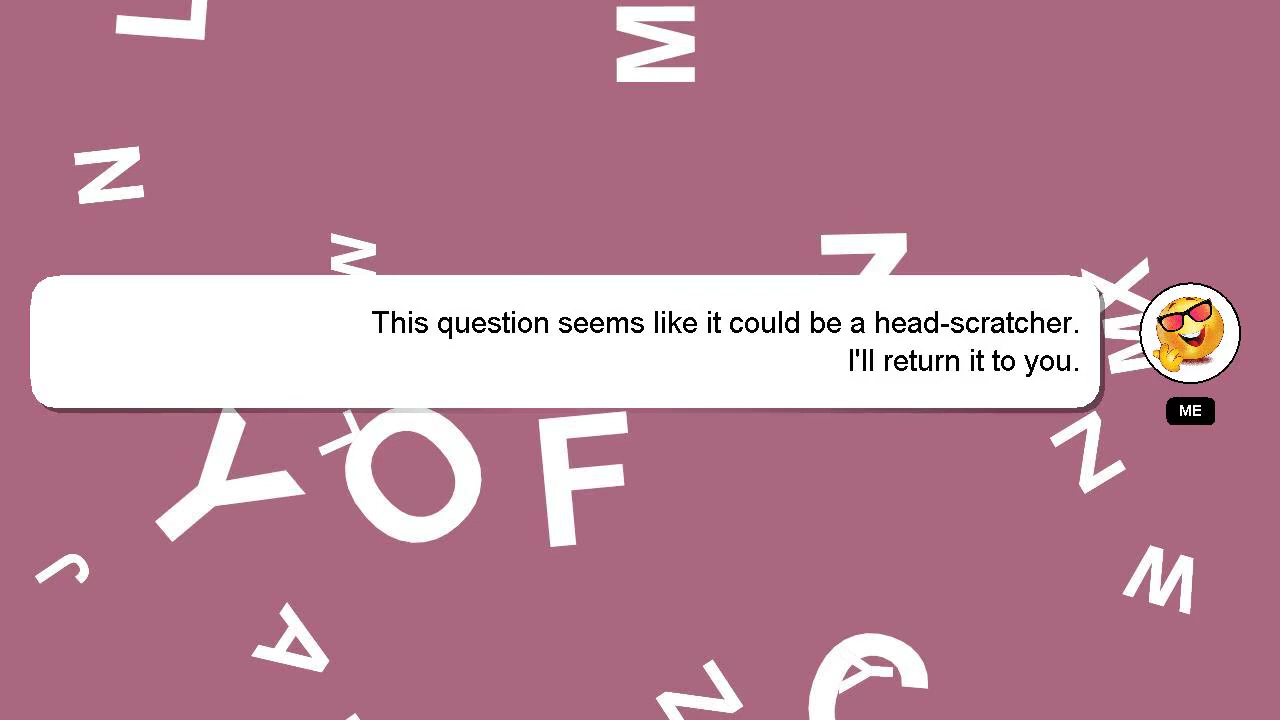 L
M
N
M
N
X
M
This question seems like it could be a head-scratcher.
I'll return it to you.
ME
Y
O
F
N
J
W
A
N
C
A